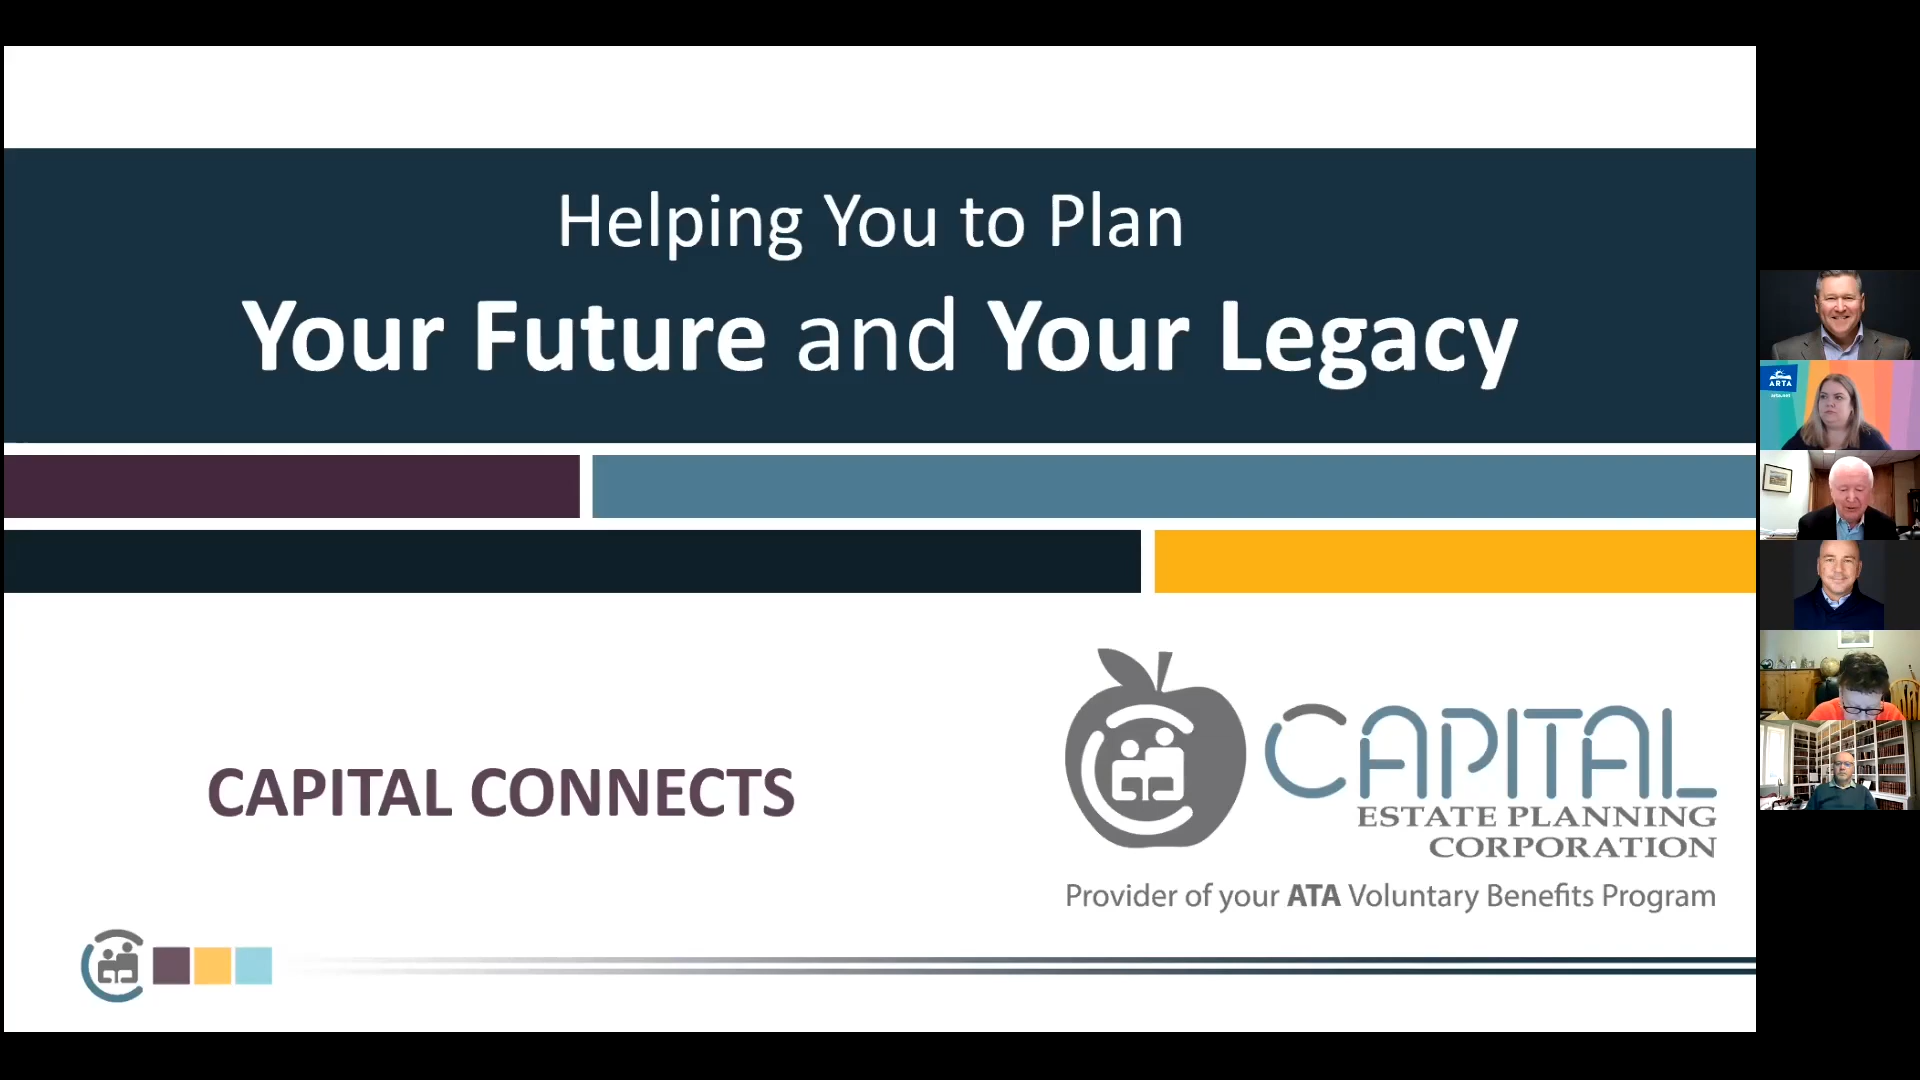 Helping You to Plan
Your Future and Your Legacy
CAPITAL CONNECTS
CAPITAL
ESTATE PLANNING
CORPORATION
Provider of your ATA Voluntary Benefits Program
ARTA